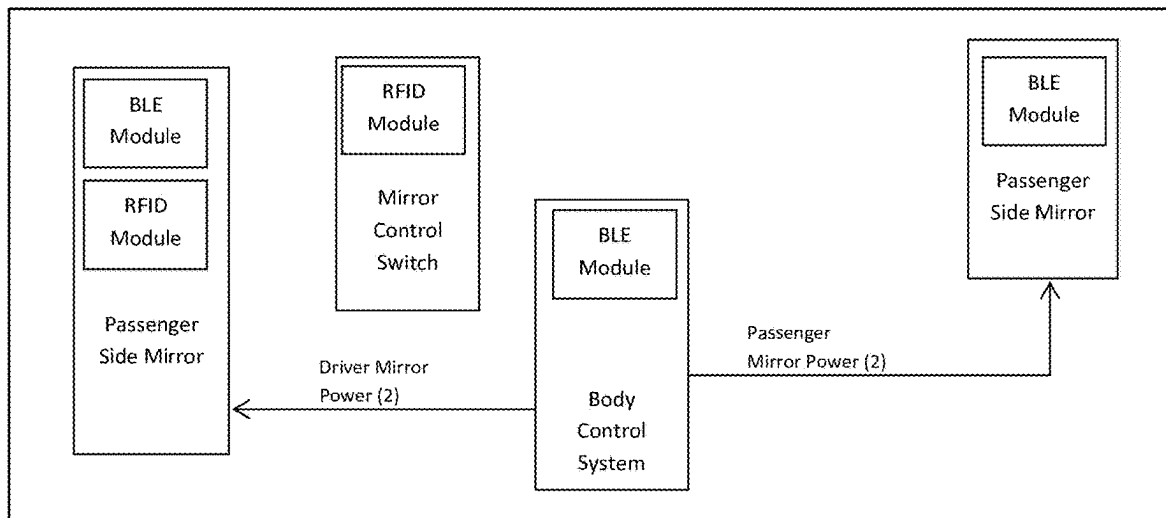 BLE
Module
RFID
Module
Passenger
Side Mirror
RFID
Module
Mirror
Control
Switch
Driver Mirror
Power (2)
BLE
Module
Body
Control
System
Passenger
Mirror Power (2)
BLE
Module
Passenger
Side Mirror